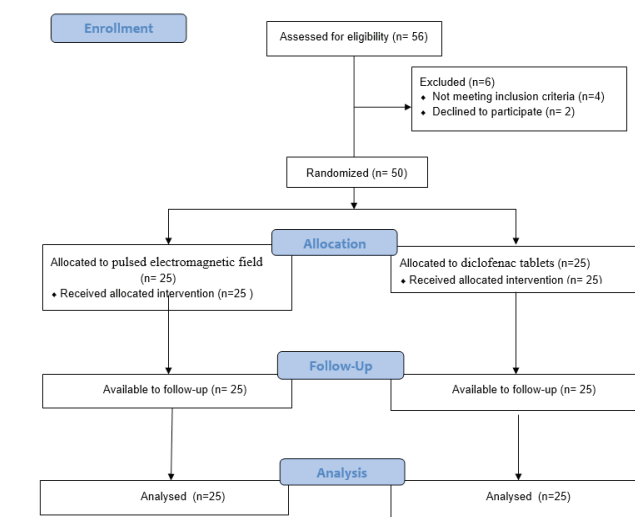 Enrollment
Assessed for eligibility (n= 56)
Excluded (n=6)
⬥ Not meeting inclusion criteria (n=4)
⬥ Declined to participate (n= 2)
Randomized (n= 50)
Allocation
Allocated to pulsed electromagnetic field
(n= 25)
⬥ Received allocated intervention (n=25 )
Allocated to diclofenac tablets (n=25)
⬥ Received allocated intervention (n= 25)
Follow-Up
Available to follow-up (n= 25)
Available to follow-up (n= 25)
Analysis
Analysed (n=25)
Analysed (n=25)